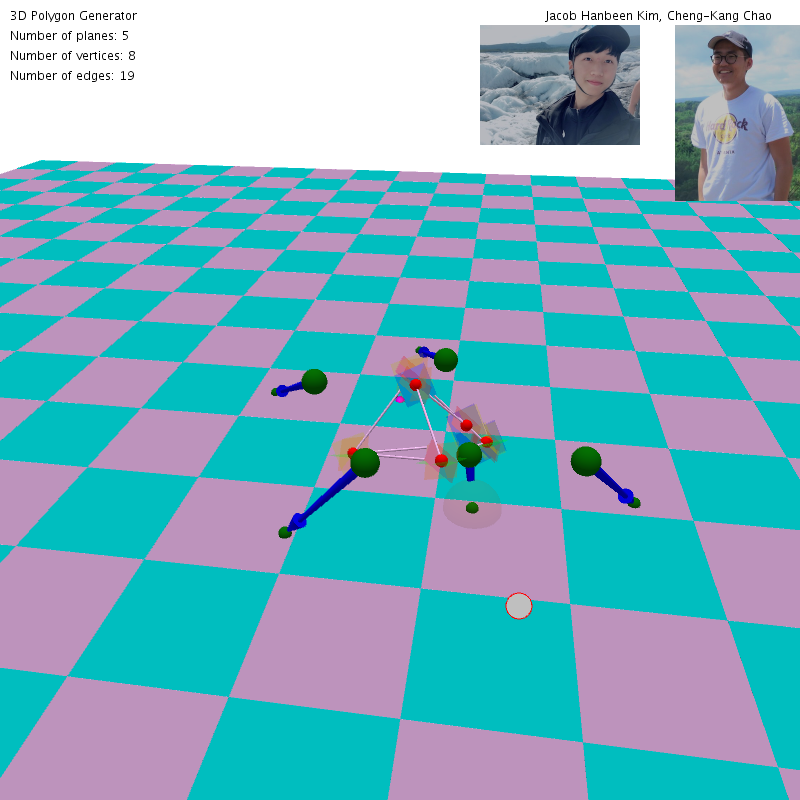 3D Polygon Generator
Jacob Hanbeen Kim, Cheng-Kang Chao
Number of planes: 5
Number of vertices: 8
Number of edges: 19